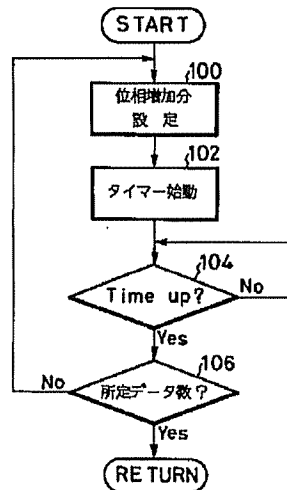 START
100
位相増加分
設 定
102
タイマー始動
104
Time up?
No
Yes
106
No
所定データ数?
Yes
RETURN